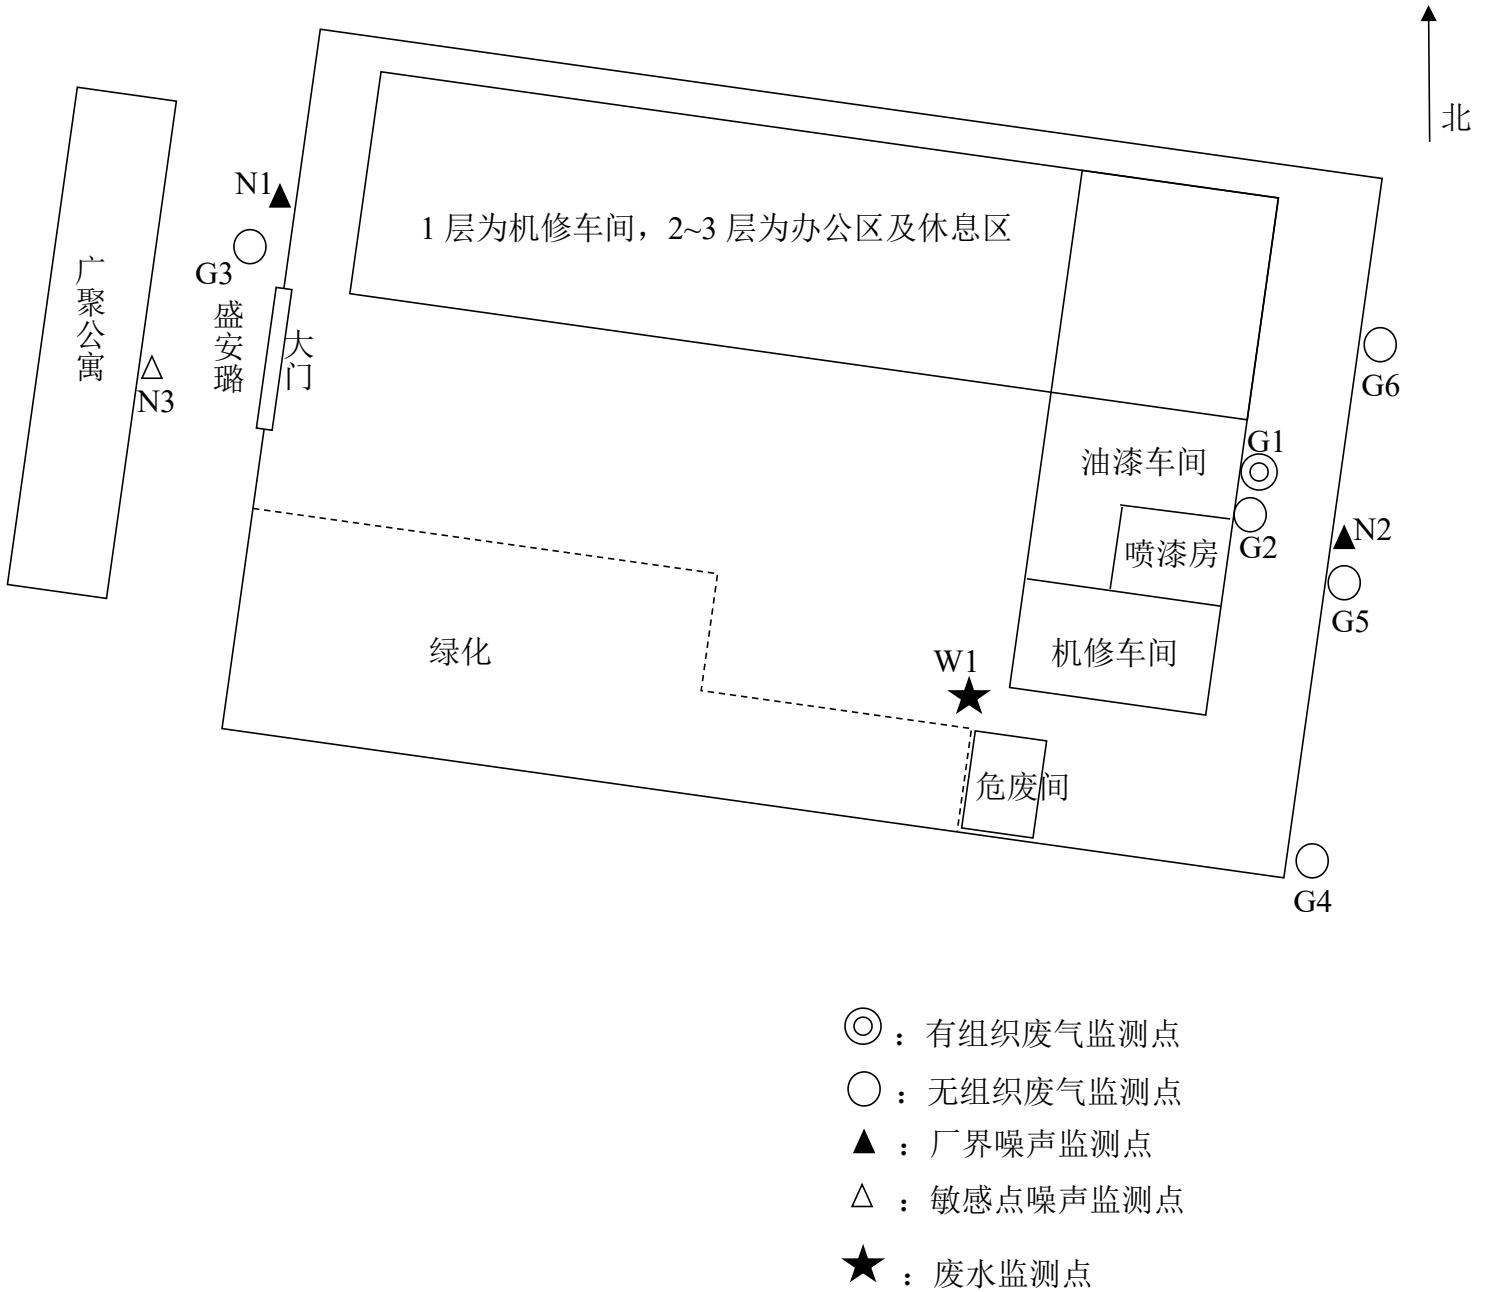 北
N1
1 层为机修车间，2~3 层为办公区及休息区
G3
广聚公寓
盛安璐
大门
N3
G6
G1
油漆车间
N2
G2
喷漆房
G5
绿化
W1
机修车间
危废间
G4
：有组织废气监测点
：无组织废气监测点
：厂界噪声监测点
：敏感点噪声监测点
：废水监测点